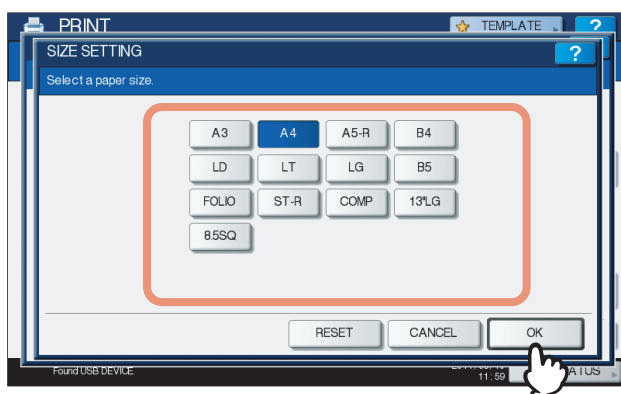 PRINT
TEMPLATE
?
SIZE SETTING
?
Select a paper size.
A3
A4
A5-R
B4
LD
LT
LG
B5
FOLIO
ST-R
COMP
13"LG
8.5SQ
RESET
CANCEL
OK
Found USB DEVICE
11:59